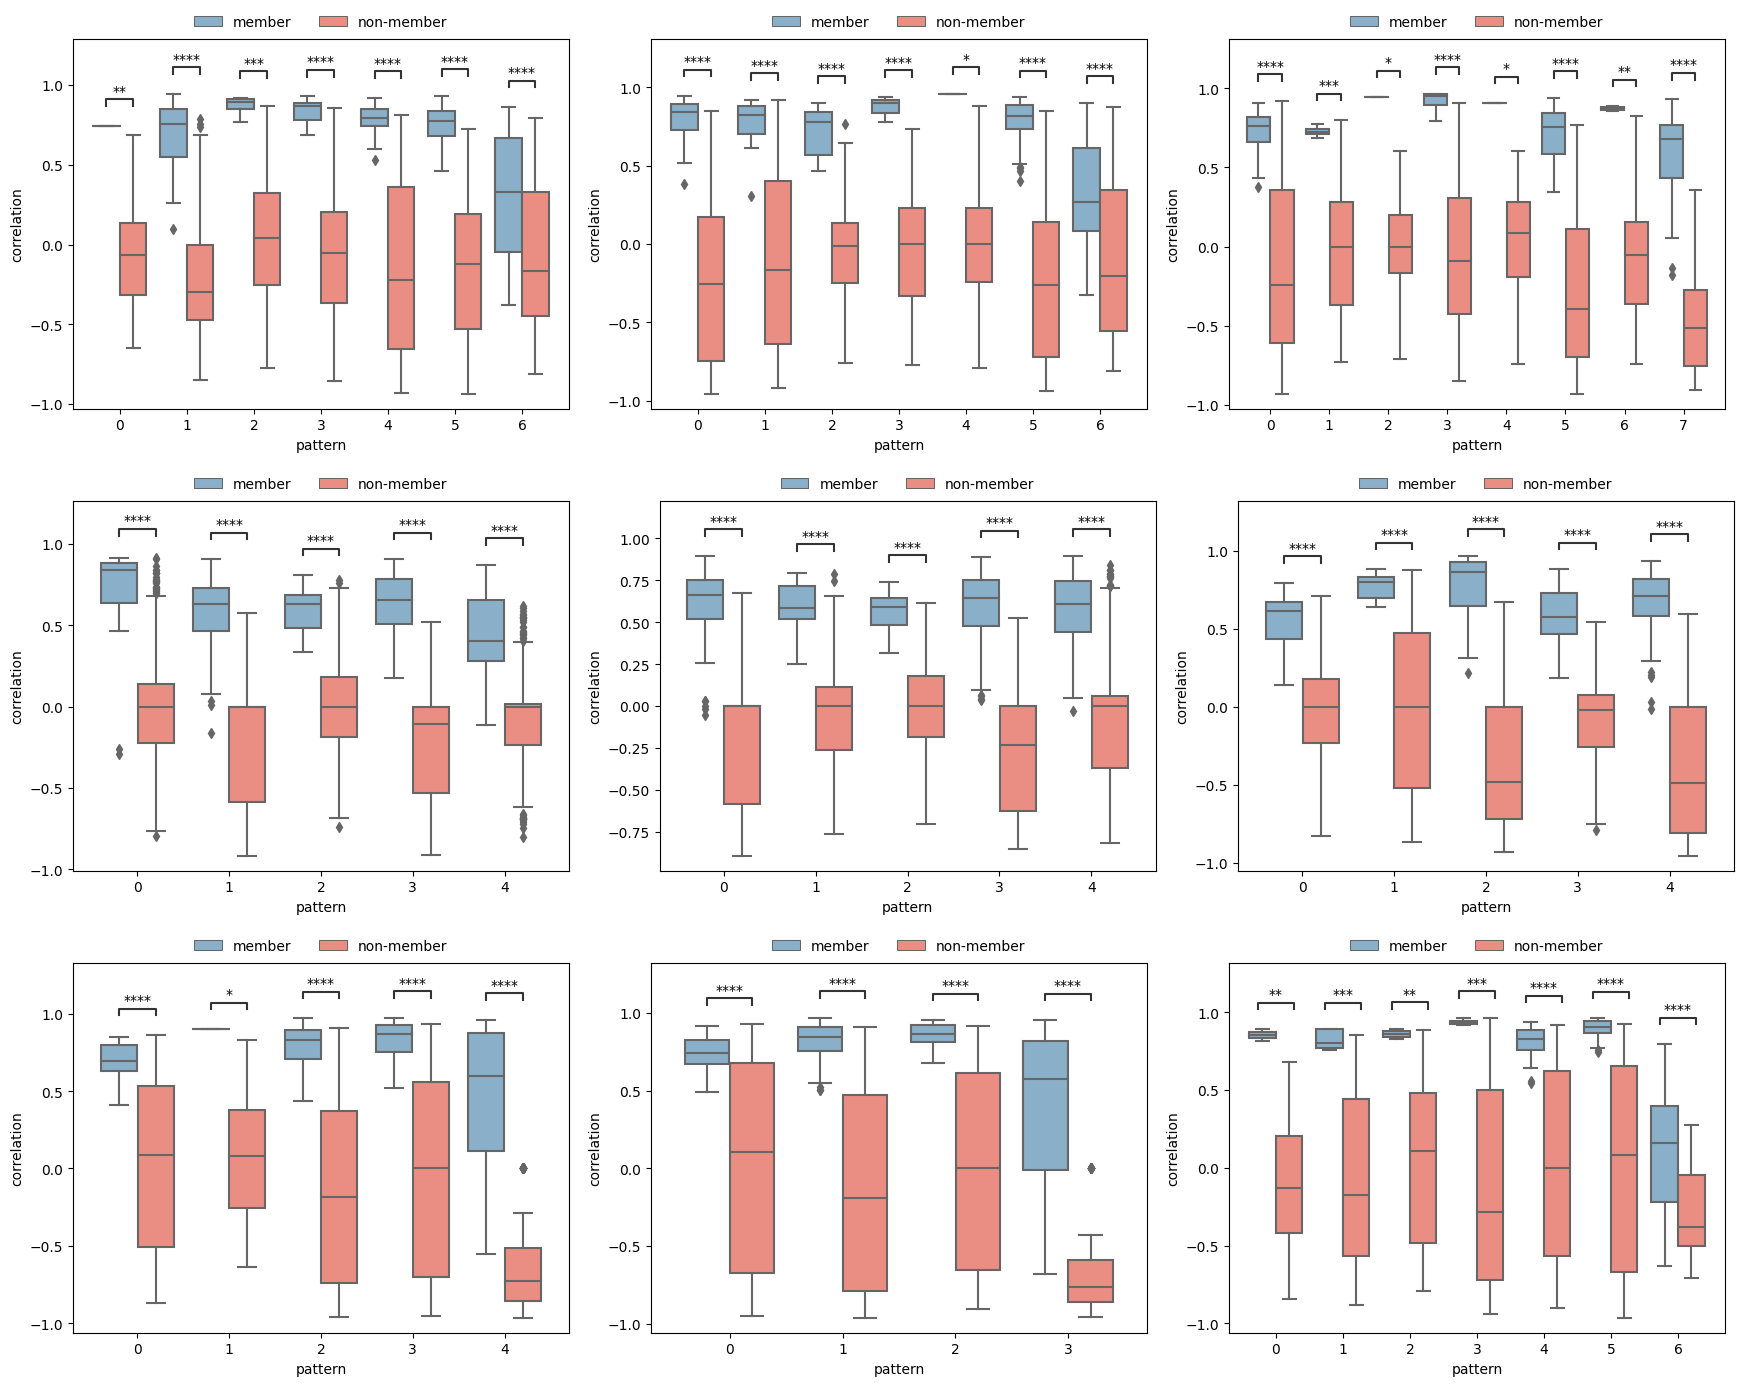 member non-member
** **** *** **** **** **** ****
1.0
0.5
0.0
−0.5
−1.0
correlation
0 1 2 3 4 5 6
pattern
member non-member
**** **** **** **** * **** ****
1.0
0.5
0.0
−0.5
−1.0
correlation
0 1 2 3 4 5 6
pattern
member non-member
**** *** * **** * **** ** ****
1.0
0.5
0.0
−0.5
−1.0
correlation
0 1 2 3 4 5 6 7
pattern
member non-member
**** **** **** **** ****
1.0
0.5
0.0
−0.5
−1.0
correlation
0 1 2 3 4
pattern
member non-member
**** **** **** **** ****
1.00
0.75
0.50
0.25
0.00
−0.25
−0.50
−0.75
correlation
0 1 2 3 4
pattern
member non-member
**** **** **** **** ****
1.0
0.5
0.0
−0.5
−1.0
correlation
0 1 2 3 4
pattern
member non-member
**** * **** **** ****
1.0
0.5
0.0
−0.5
−1.0
correlation
0 1 2 3 4
pattern
member non-member
**** **** **** ****
1.0
0.5
0.0
−0.5
−1.0
correlation
0 1 2 3
pattern
member non-member
** *** ** *** **** **** ****
1.0
0.5
0.0
−0.5
−1.0
correlation
0 1 2 3 4 5 6
pattern